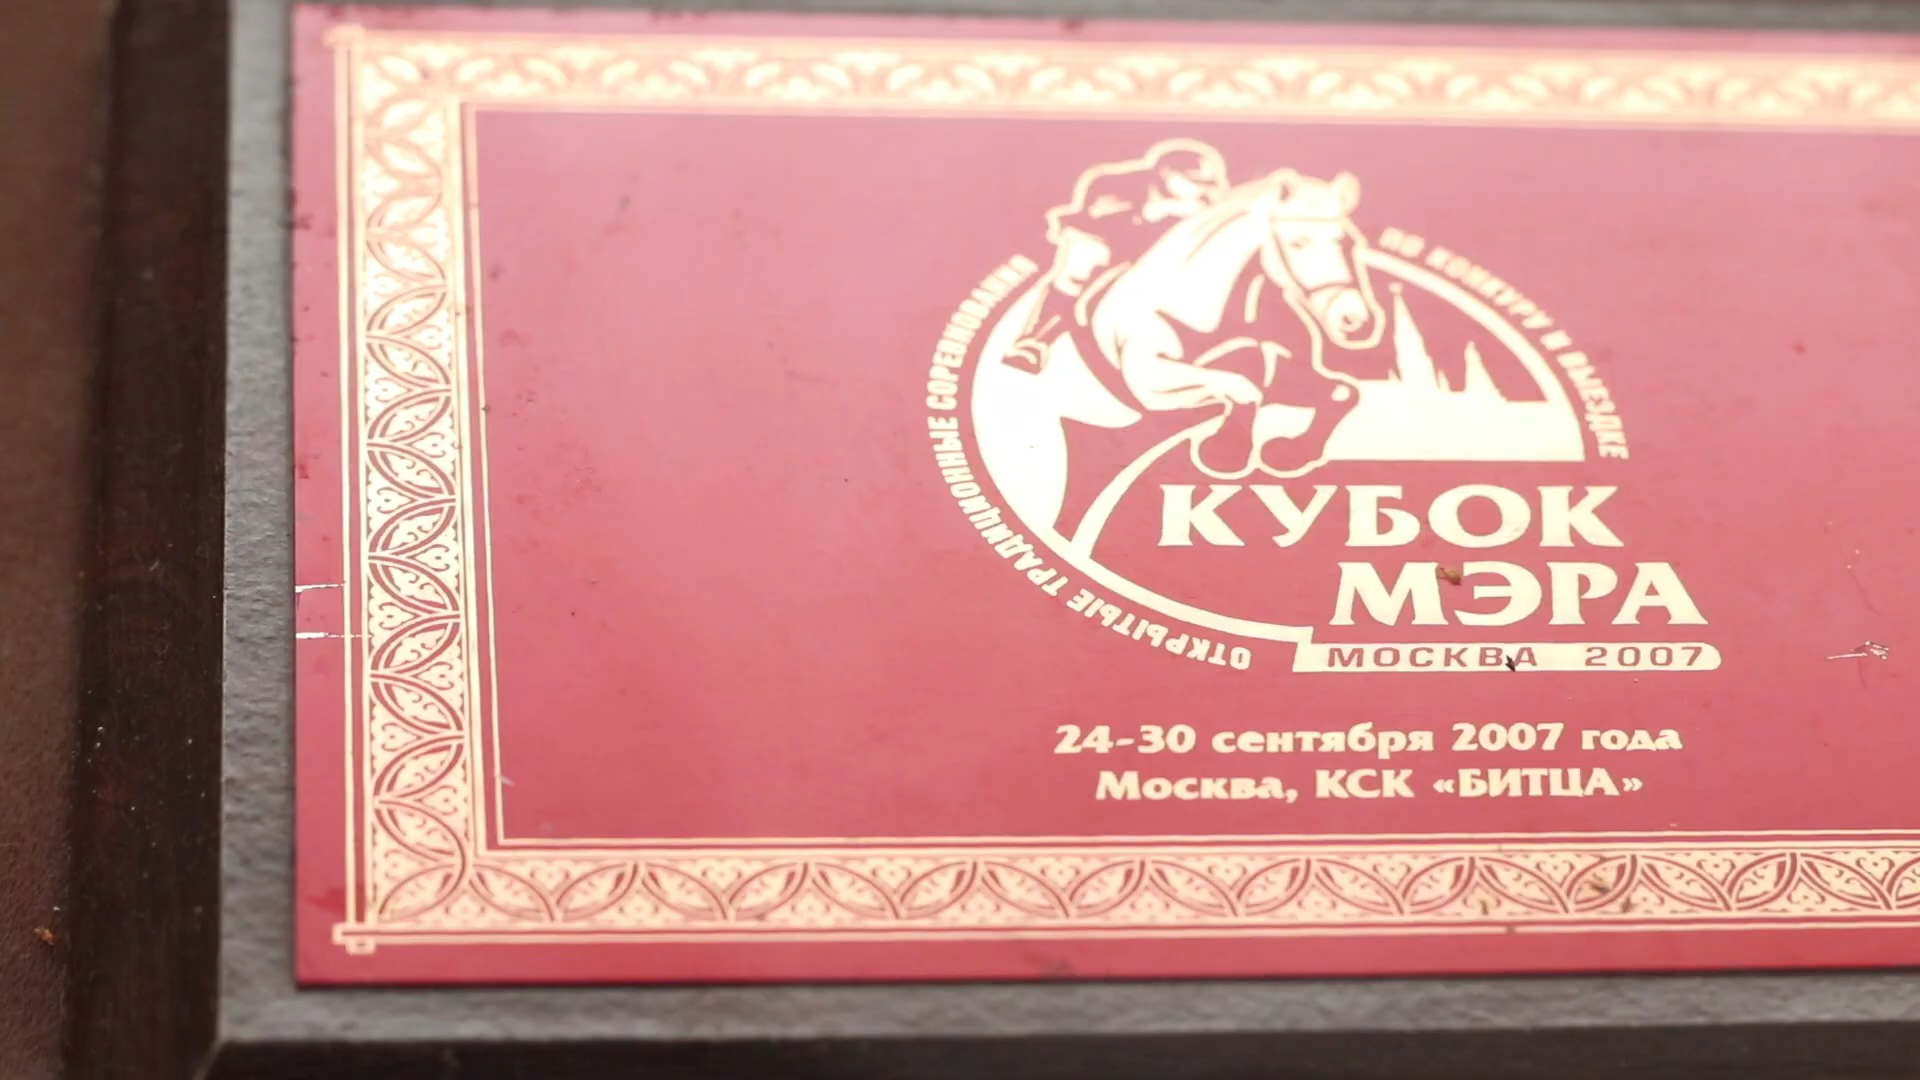 ОТКРЫТЫЕ ТРАДИЦИОННЫЕ СОРЕВНОВАНИЯ
ПО КОНКУРУ И ВЫЕЗДКЕ
КУБОК
МЭРА
МОСКВА 2007
24-30 сентября 2007 года
Москва, КСК «БИТЦА»